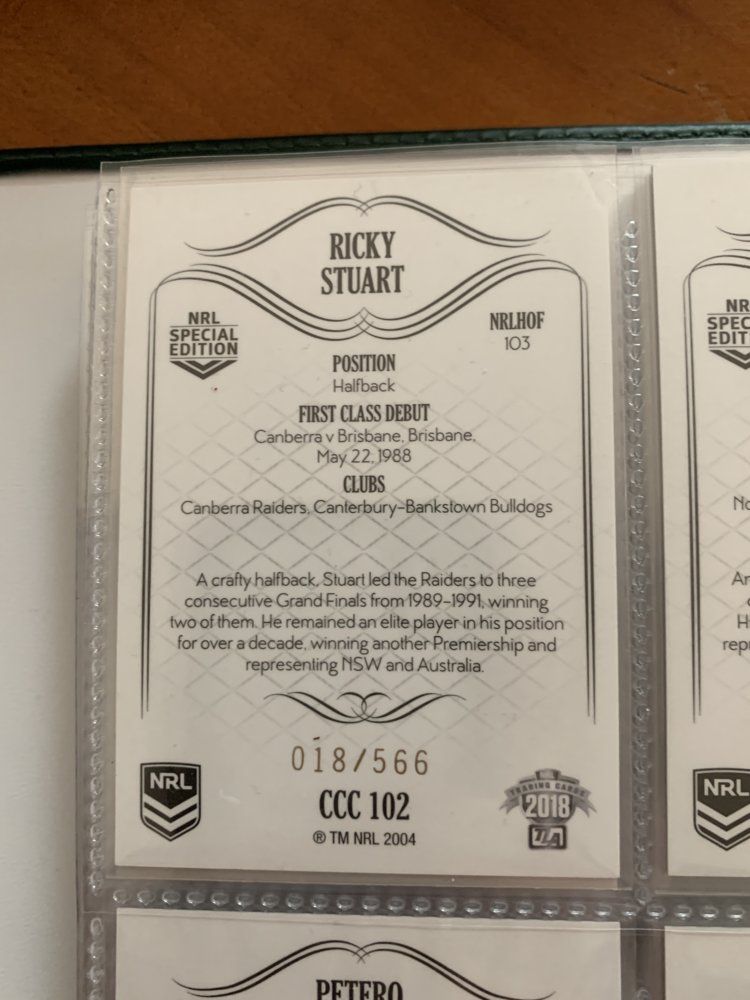 RICKY
STUART
NRL
SPECIAL
EDITION
NRLHOF
103
POSITION
Halfback
FIRST CLASS DEBUT
Canberra v Brisbane, Brisbane,
May 22, 1988
CLUBS
Canberra Raiders, Canterbury-Bankstown Bulldogs
A crafty halfback, Stuart led the Raiders to three
consecutive Grand Finals from 1989-1991, winning
two of them. He remained an elite player in his position
for over a decade, winning another Premiership and
representing NSW and Australia.
018/566
NRL
CCC 102
® TM NRL 2004
TRADING CARDS
2018
TLA
PETERO
NRL